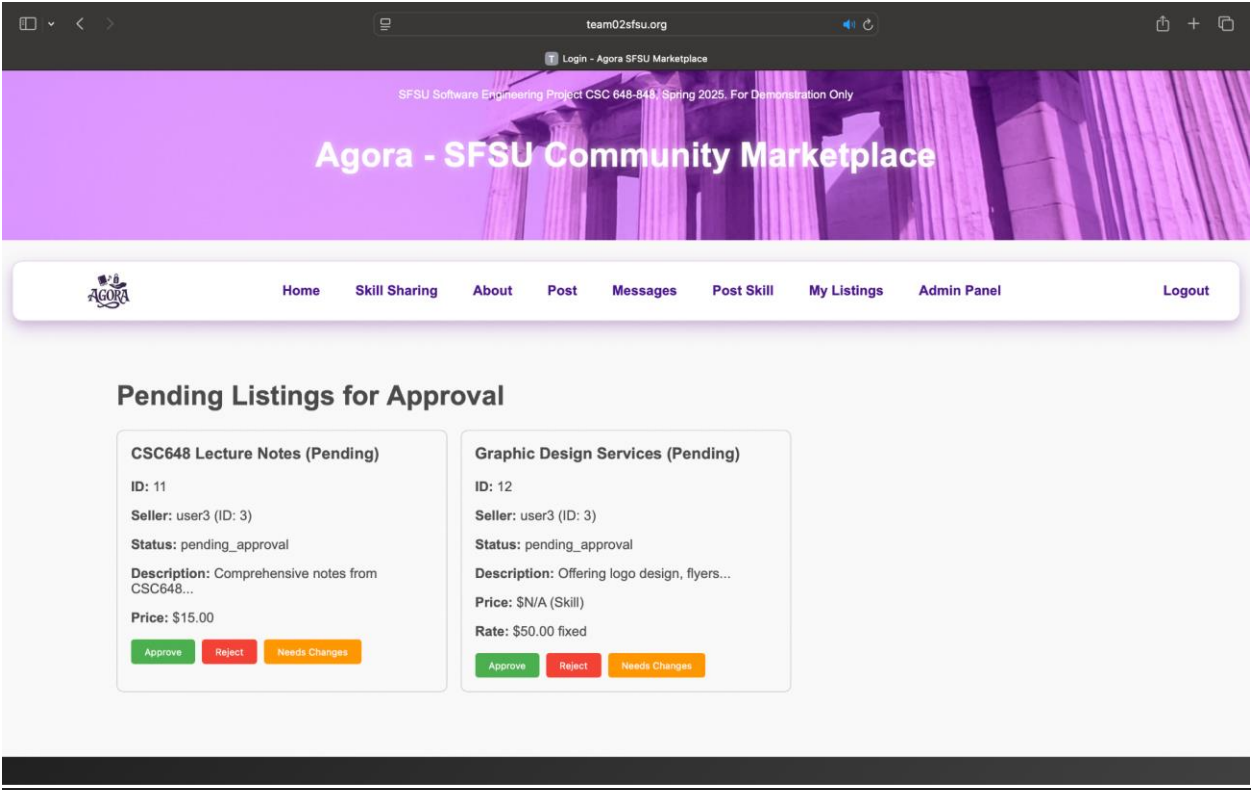 team02sfsu.org
T Login - Agora SFSU Marketplace
SFSU Software Engineering Project CSC 648-848, Spring 2025. For Demonstration Only
Agora - SFSU Community Marketplace
AGORA Home Skill Sharing About Post Messages Post Skill My Listings Admin Panel Logout
Pending Listings for Approval
CSC648 Lecture Notes (Pending)
ID: 11
Seller: user3 (ID: 3)
Status: pending_approval
Description: Comprehensive notes from
CSC648...
Price: $15.00
Approve Reject Needs Changes
Graphic Design Services (Pending)
ID: 12
Seller: user3 (ID: 3)
Status: pending_approval
Description: Offering logo design, flyers...
Price: $N/A (Skill)
Rate: $50.00 fixed
Approve Reject Needs Changes